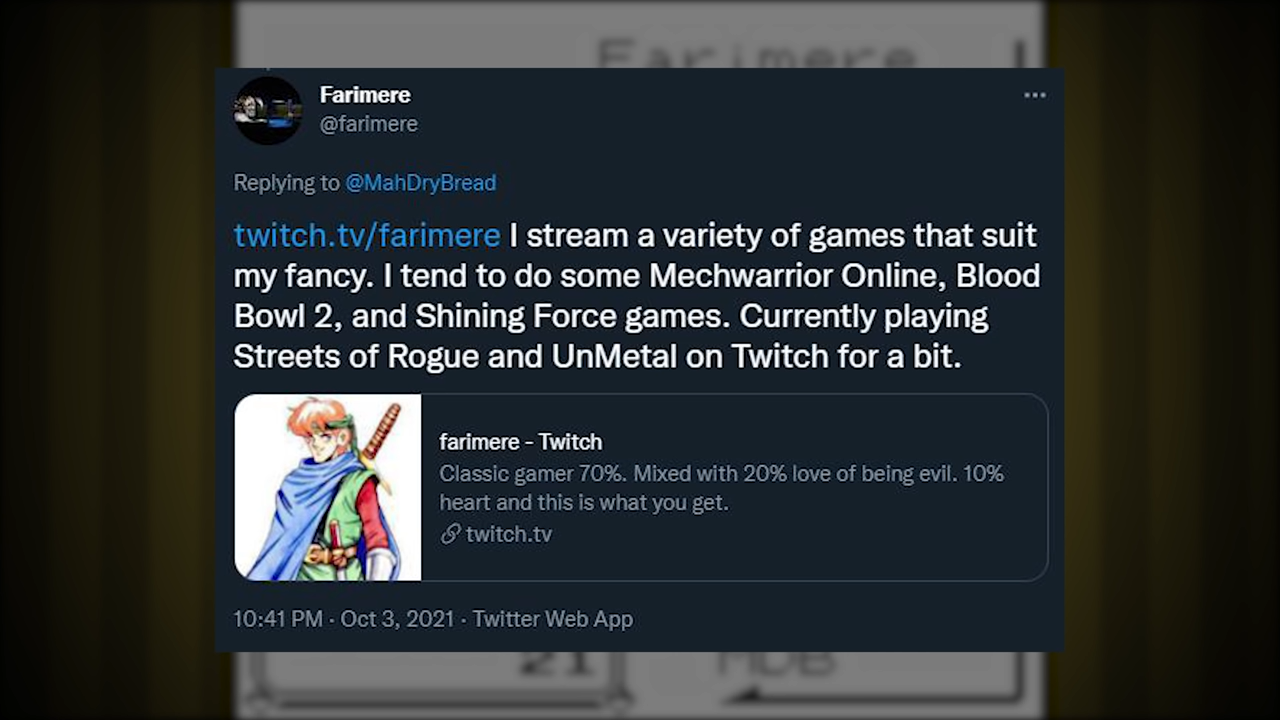 Farimere
Farimere
@farimere
Replying to @MahDryBread
twitch.tv/farimere I stream a variety of games that suit
my fancy. I tend to do some Mechwarrior Online, Blood
Bowl 2, and Shining Force games. Currently playing
Streets of Rogue and UnMetal on Twitch for a bit.
farimere - Twitch
Classic gamer 70%. Mixed with 20% love of being evil. 10%
heart and this is what you get.
twitch.tv
10:41 PM · Oct 3, 2021 · Twitter Web App
21 MDB